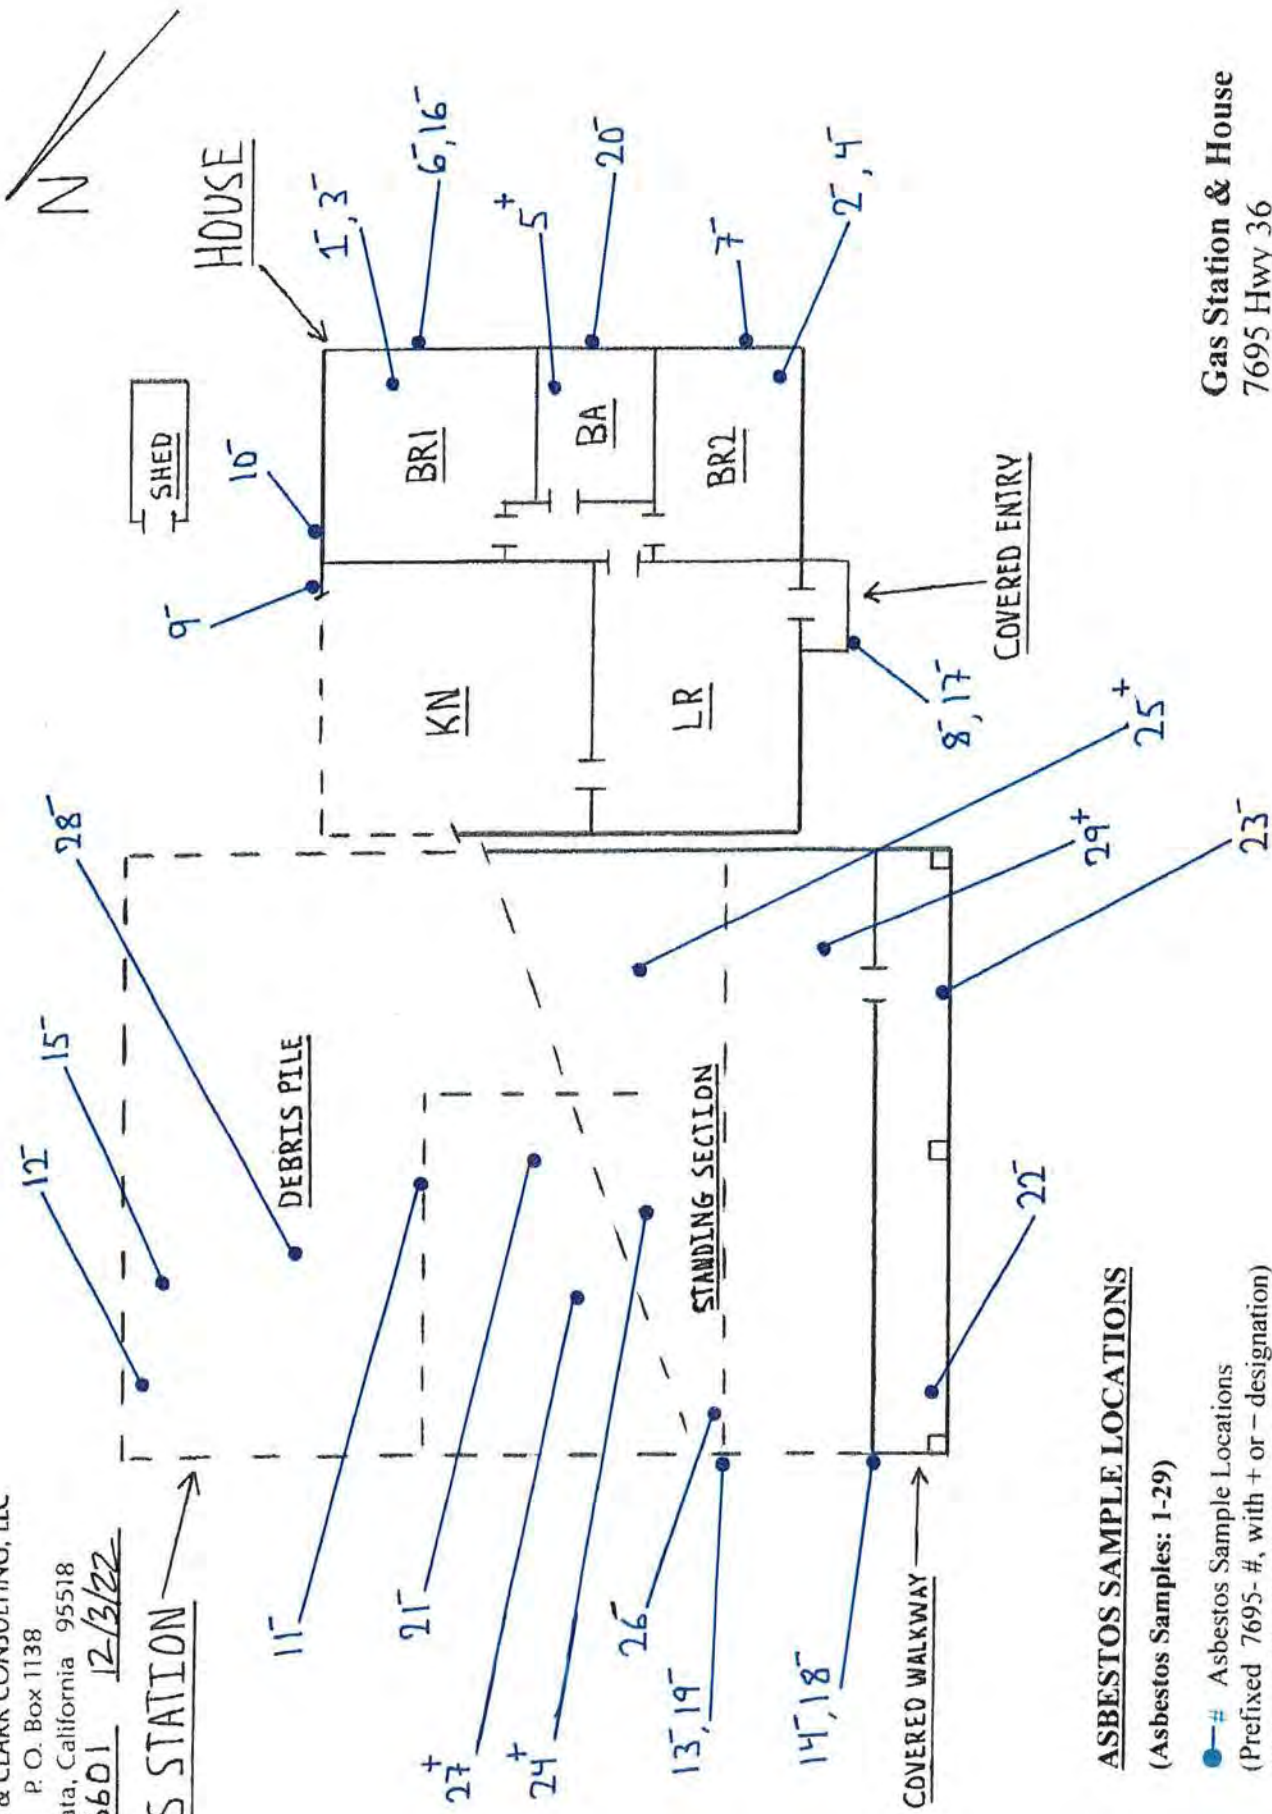 & CLARK CONSULTING, LLC
P. O. Box 1138
California 95518
12/3/22
STATION
N
HOUSE
SHED
1-, 3-
6-, 16-
5+
20-
7-
2-, 4-
10-
9-
BR1
BA
BR2
KN
LR
COVERED ENTRY
8-, 17-
25+
29+
23-
28-
15-
12-
DEBRIS PILE
STANDING SECTION
11-
21-
27+
24+
26-
13-, 19-
14-, 18-
22-
COVERED WALKWAY
ASBESTOS SAMPLE LOCATIONS
(Asbestos Samples: 1-29)
# Asbestos Sample Locations
(Prefixed 7695- #, with + or – designation)
Gas Station & House
7695 Hwy 36